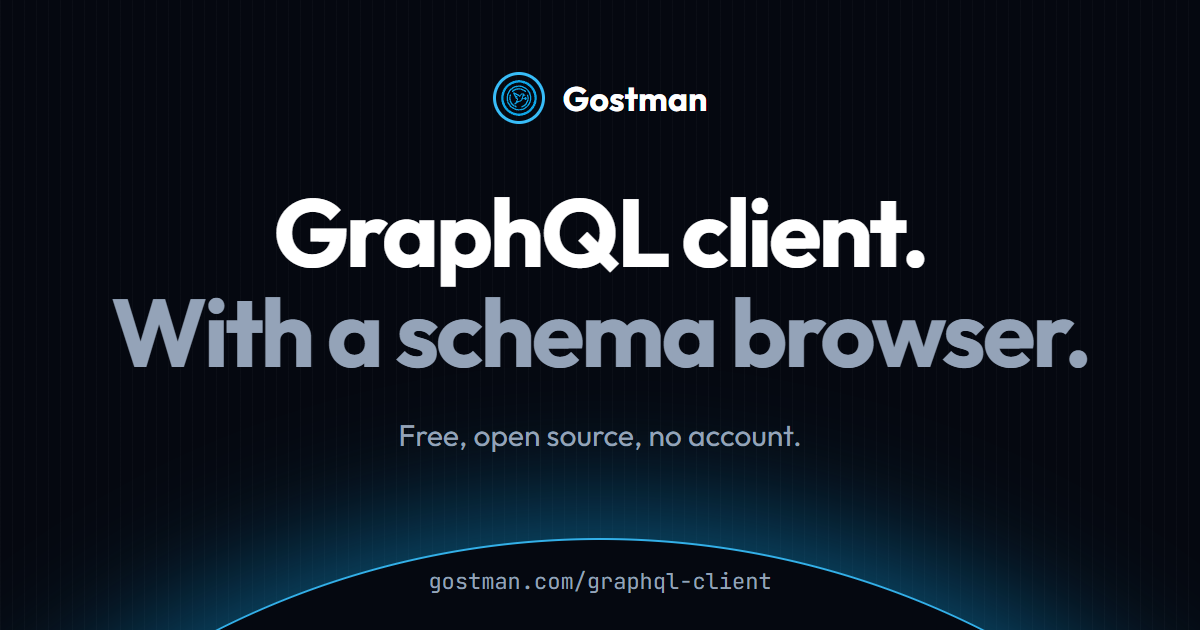 Gostman
GraphQL client.
With a schema browser.
Free, open source, no account.
gostman.com/graphql-client